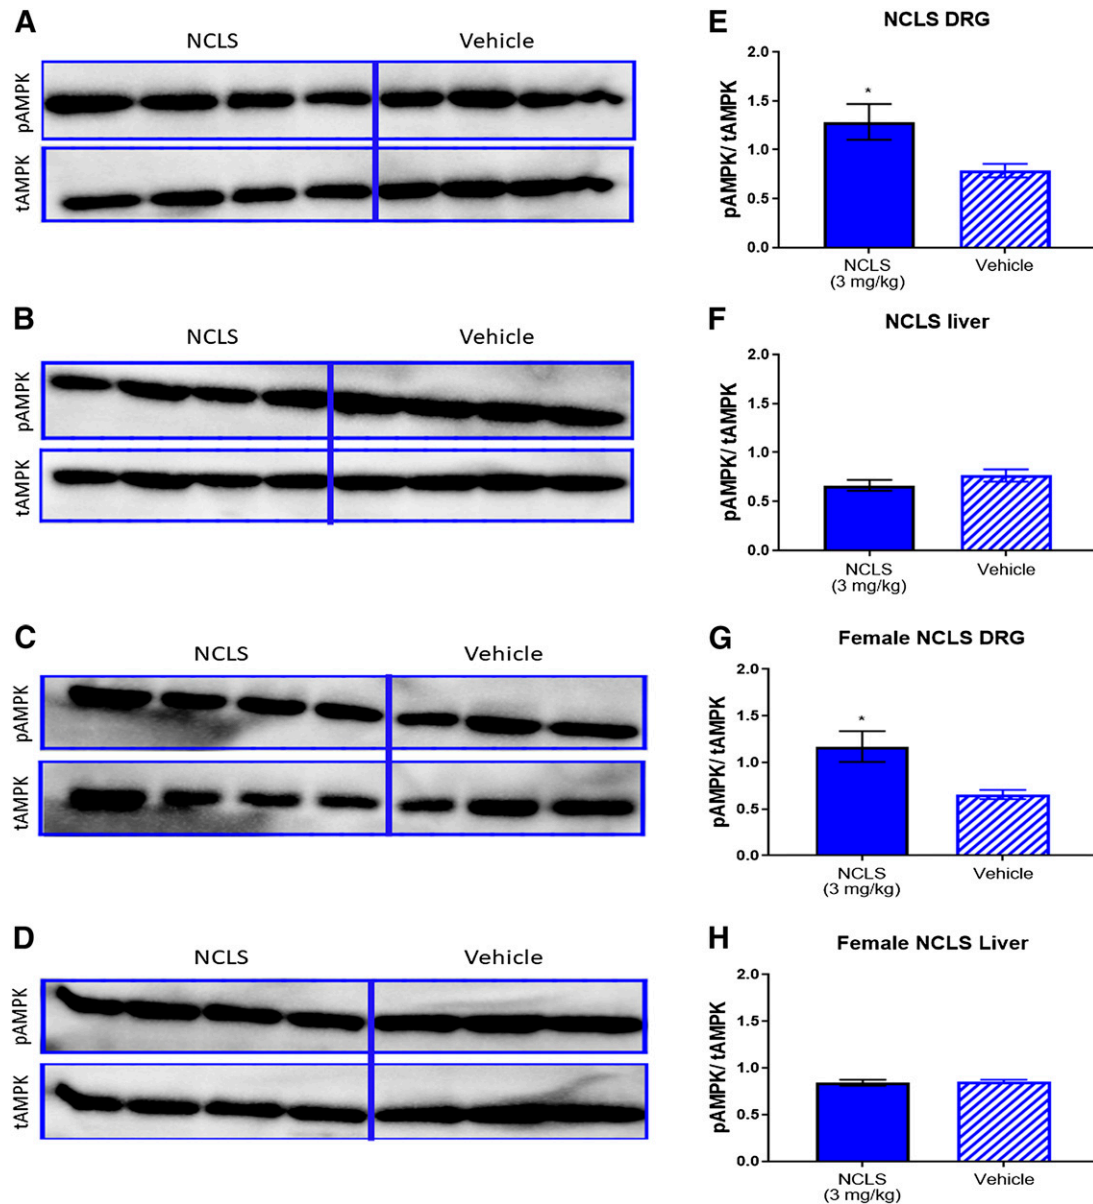 A
NCLS Vehicle
pAMPK
tAMPK
E
NCLS DRG
pAMPK/ tAMPK
2.0
1.5
1.0
0.5
0.0
*
NCLS
(3 mg/kg)
Vehicle
B
NCLS Vehicle
pAMPK
tAMPK
F
NCLS liver
pAMPK/ tAMPK
2.0
1.5
1.0
0.5
0.0
NCLS
(3 mg/kg)
Vehicle
C
NCLS Vehicle
pAMPK
tAMPK
G
Female NCLS DRG
pAMPK/ tAMPK
2.0
1.5
1.0
0.5
0.0
*
NCLS
(3 mg/kg)
Vehicle
D
NCLS Vehicle
pAMPK
tAMPK
H
Female NCLS Liver
pAMPK/ tAMPK
2.0
1.5
1.0
0.5
0.0
NCLS
(3 mg/kg)
Vehicle